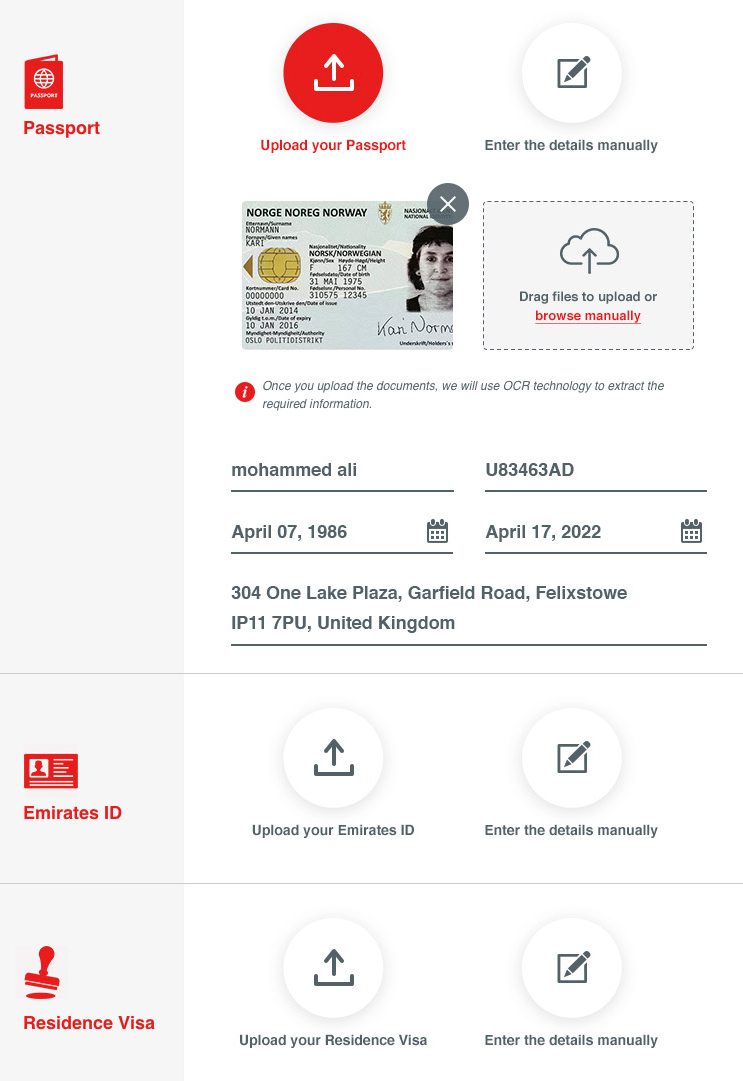 PASSPORT
Passport
Upload your Passport
Enter the details manually
NORGE NOREG NORWAY
NASJON
NATIONAL
Etternavn/Surname
NORMANN
Fornavn/Given names
KARI
Nasjonalitet/Nationality
NORSK/NORWEGIAN
Kjønn/Sex Høyde-Høgd/Height
F 167 CM
Fødselsdato/Date of birth
31 MAI 1975
Kortnummer/Card No. Fødselsnr./Personal No.
00000000 310575 12345
Utstedt den-Utskrive den/Date of issue
10 JAN 2014
Gyldig t.o.m./Date of expiry
10 JAN 2016
Myndighet-Myndigheit/Authority
OSLO POLITIDISTRIKT
Kari Norm
Underskrift/Holder's
Drag files to upload or
browse manually
i Once you upload the documents, we will use OCR technology to extract the
required information.
mohammed ali
U83463AD
April 07, 1986
April 17, 2022
304 One Lake Plaza, Garfield Road, Felixstowe
IP11 7PU, United Kingdom
Emirates ID
Upload your Emirates ID
Enter the details manually
Residence Visa
Upload your Residence Visa
Enter the details manually